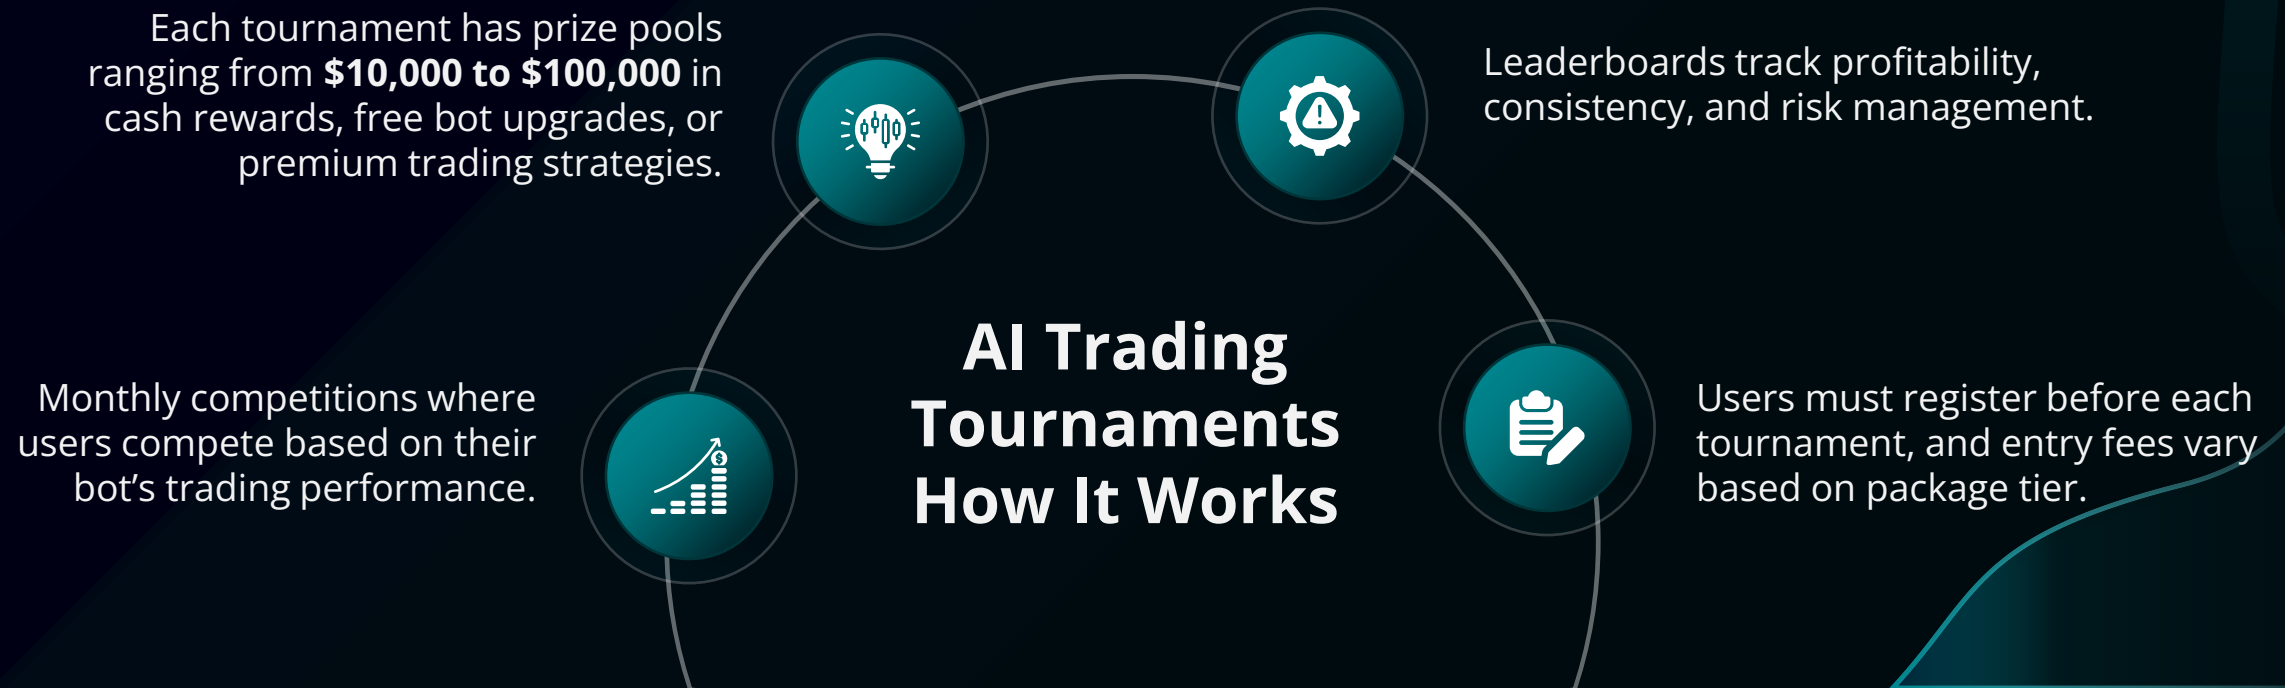 Each tournament has prize pools
ranging from $10,000 to $100,000 in
cash rewards, free bot upgrades, or
premium trading strategies.
Leaderboards track profitability,
consistency, and risk management.
Monthly competitions where
users compete based on their
bot’s trading performance.
AI Trading
Tournaments
How It Works
Users must register before each
tournament, and entry fees vary
based on package tier.